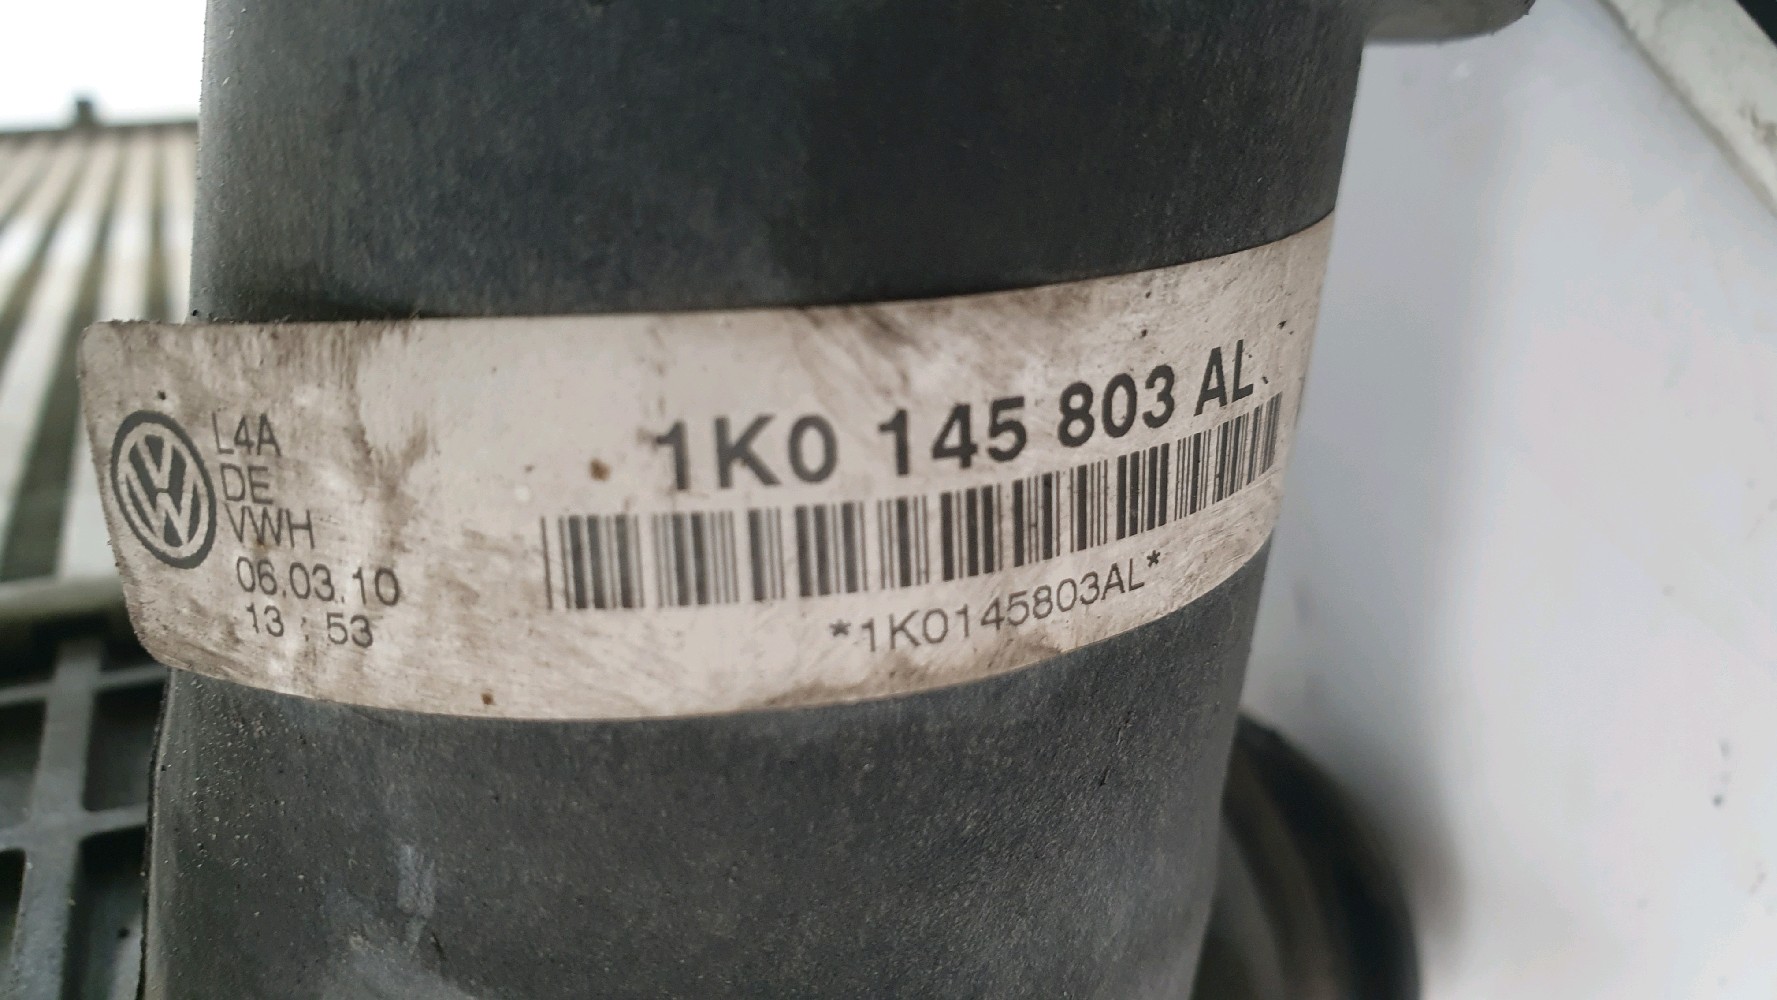 L4A
DE
VWH
06.03.10
13 : 53
1K0 145 803 AL
*1K0145803AL*